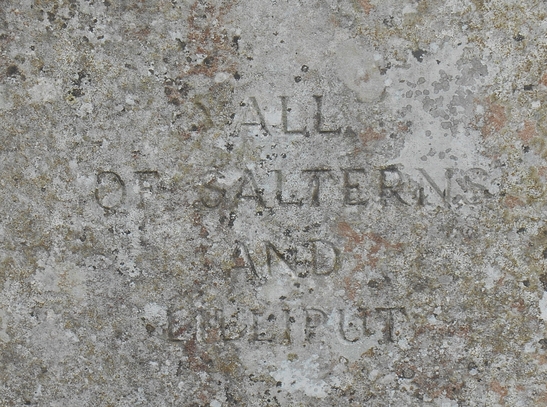 ALL
OF SALTERNS
AND
LILLIPUT